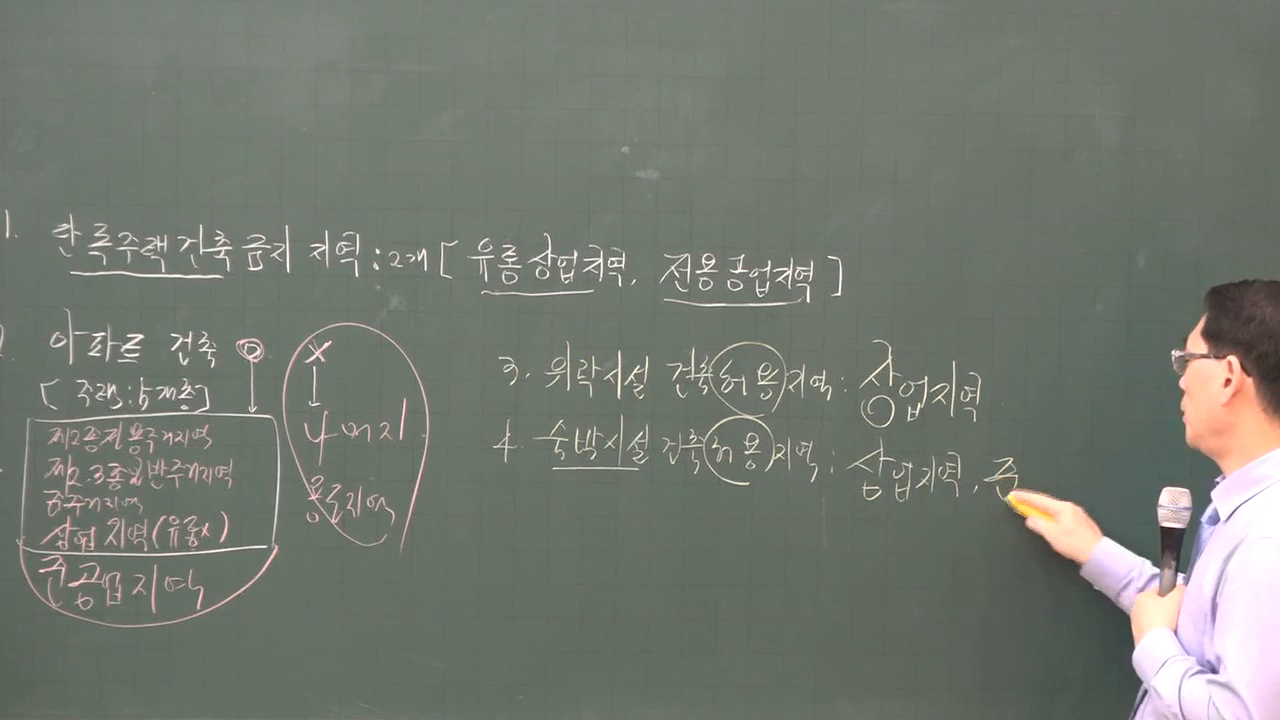 1. 단독주택 건축금지 지역 : 2개 [ 유통상업지역, 전용공업지역 ]
2. 아파트 건축 O X
[ 주택 : 5개층 ]
제2종전용주거지역
제2.3종일반주거지역
준주거지역
상업지역(유통x)
준공업지역
나머지
용도지역
3. 위락시설 건축허용지역 : 상업지역
4. 숙박시설 건축허용지역 : 상업지역, 준